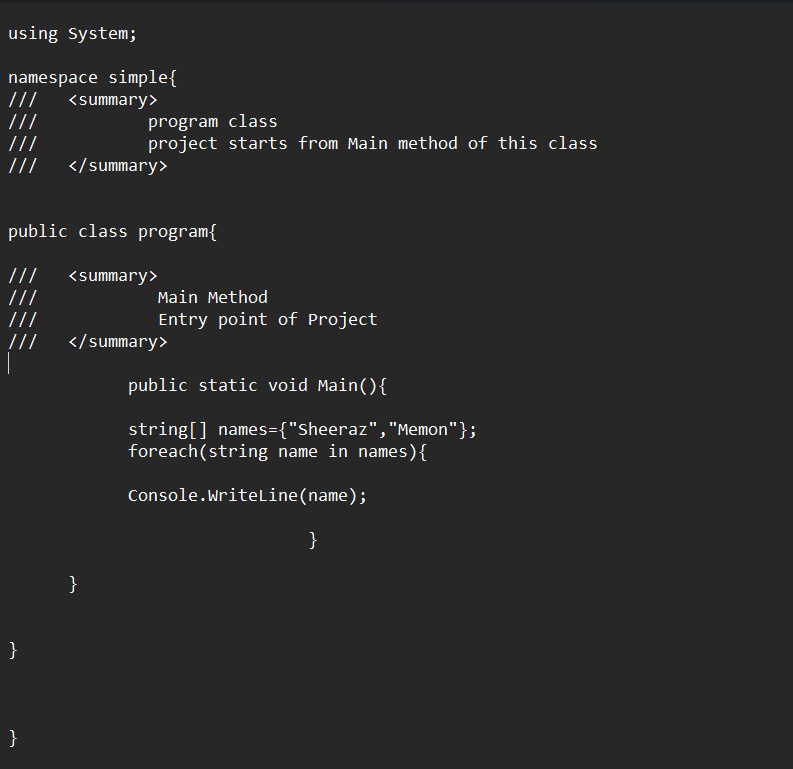 using System;
namespace simple{
///   <summary>
///           program class
///           project starts from Main method of this class
///   </summary>
public class program{
///   <summary>
///            Main Method
///            Entry point of Project
///   </summary>
            public static void Main(){
            string[] names={"Sheeraz","Memon"};
            foreach(string name in names){
            Console.WriteLine(name);
                              }
      }
}
}